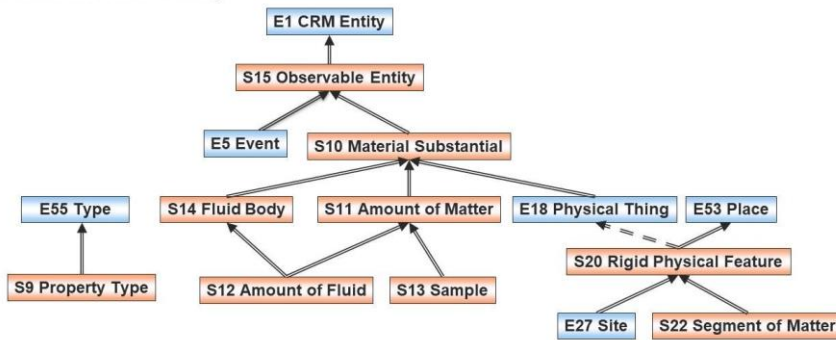 E1 CRM Entity
S15 Observable Entity
E5 Event
S10 Material Substantial
E55 Type
S14 Fluid Body
S11 Amount of Matter
E18 Physical Thing
E53 Place
S20 Rigid Physical Feature
S9 Property Type
S12 Amount of Fluid
S13 Sample
E27 Site
S22 Segment of Matter